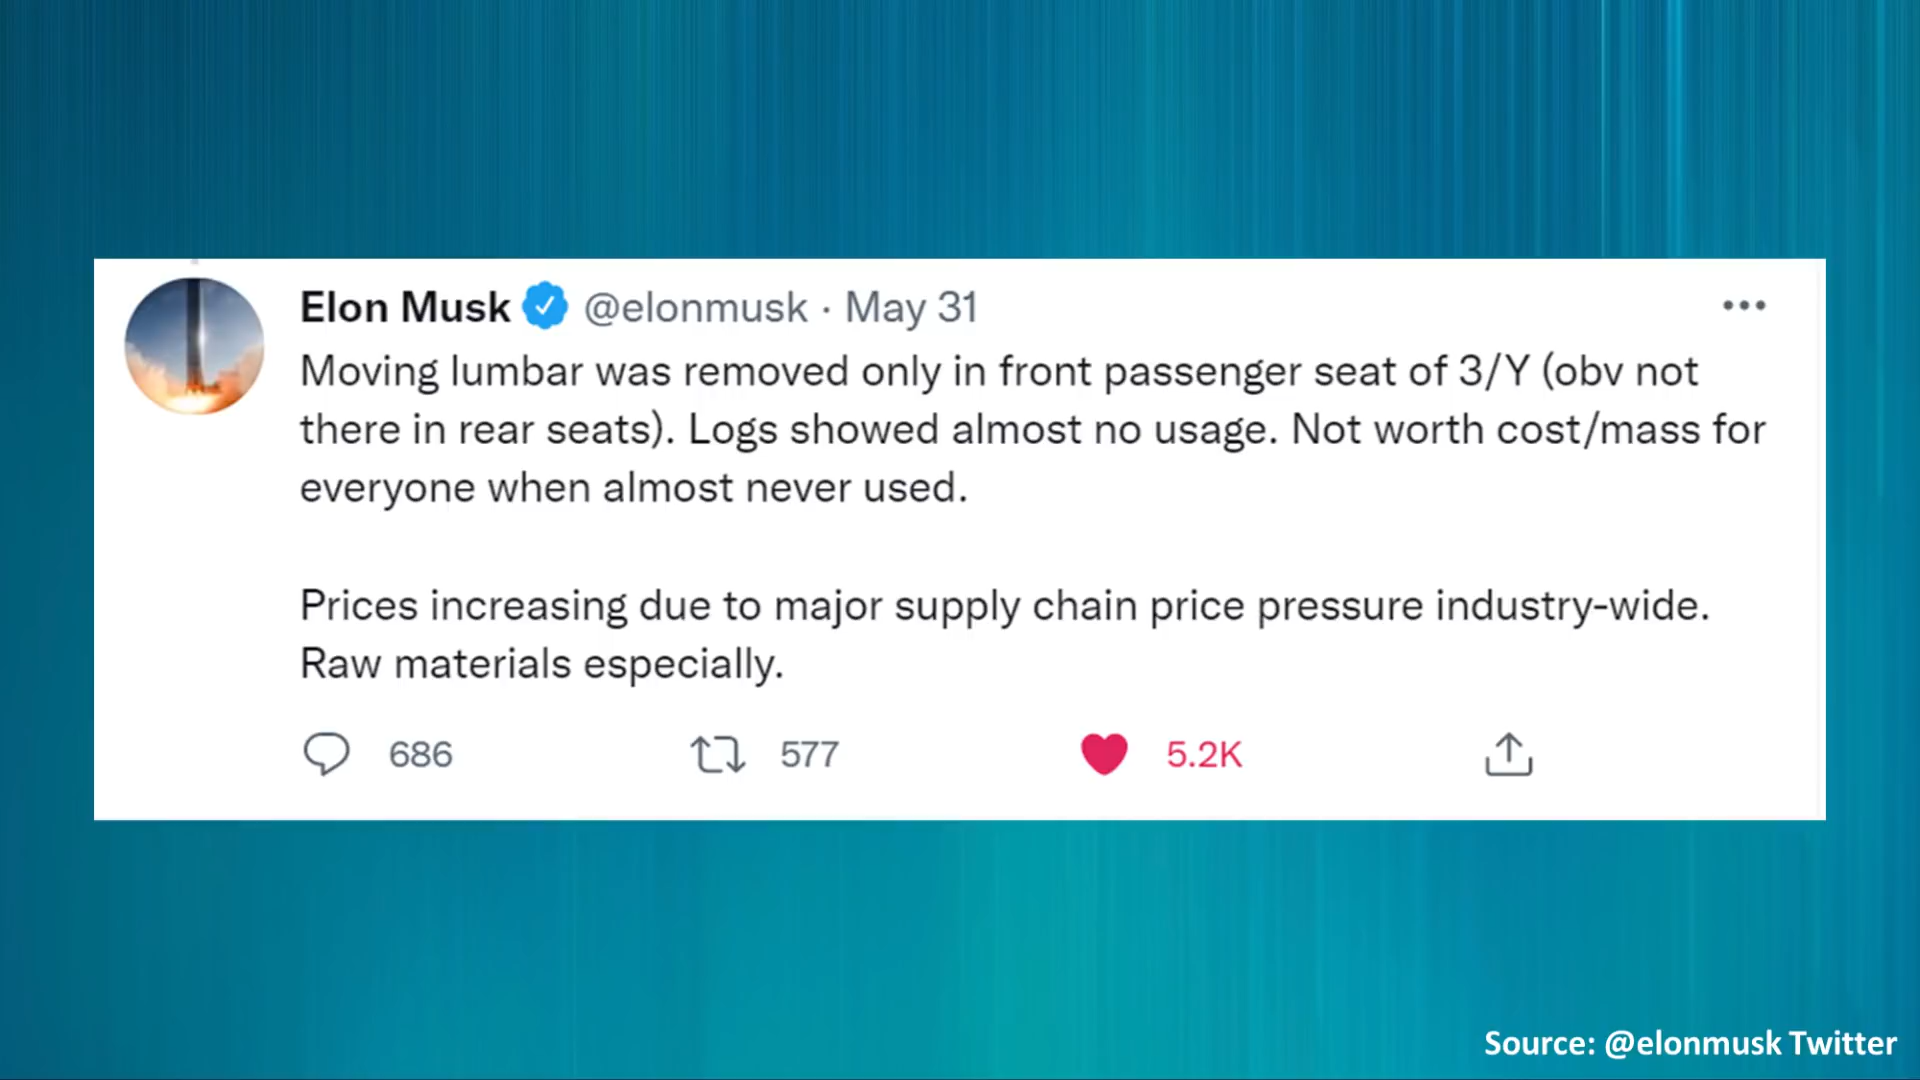 Elon Musk @elonmusk · May 31
Moving lumbar was removed only in front passenger seat of 3/Y (obv not
there in rear seats). Logs showed almost no usage. Not worth cost/mass for
everyone when almost never used.
Prices increasing due to major supply chain price pressure industry-wide.
Raw materials especially.
686 577 5.2K
Source: @elonmusk Twitter